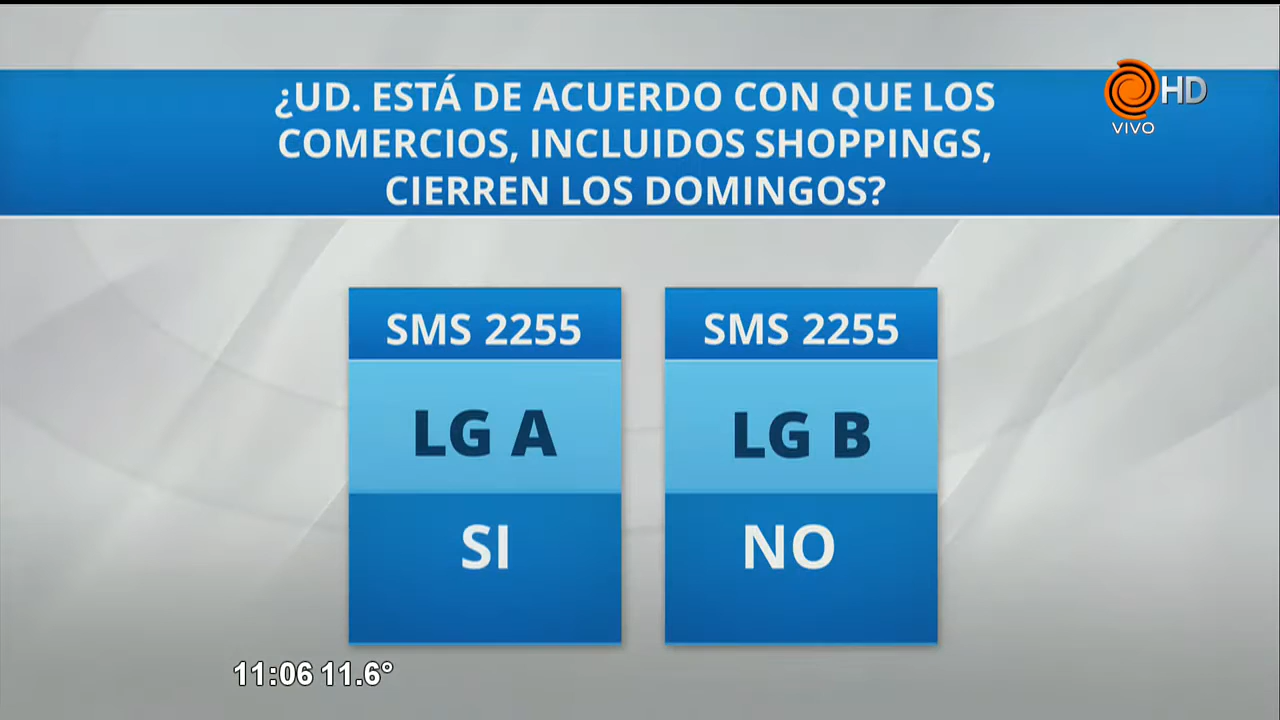 ¿UD. ESTÁ DE ACUERDO CON QUE LOS
COMERCIOS, INCLUIDOS SHOPPINGS,
CIERREN LOS DOMINGOS?
HD
VIVO
SMS 2255
LG A
SI
SMS 2255
LG B
NO
11:06 11.6°